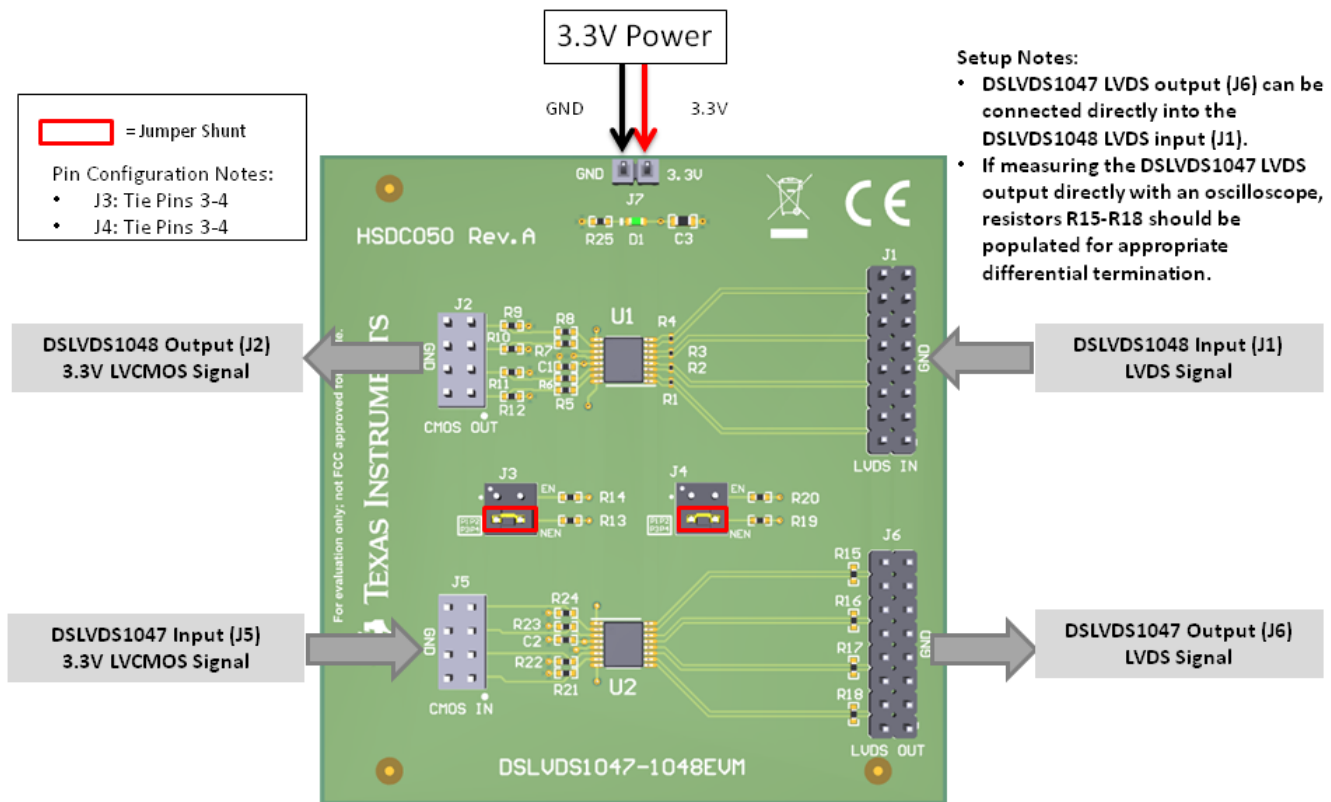 3.3V Power
GND
3.3V
= Jumper Shunt
Pin Configuration Notes:
• J3: Tie Pins 3-4
• J4: Tie Pins 3-4
Setup Notes:
• DSLVDS1047 LVDS output (J6) can be
connected directly into the
DSLVDS1048 LVDS input (J1).
• If measuring the DSLVDS1047 LVDS
output directly with an oscilloscope,
resistors R15-R18 should be
populated for appropriate
differential termination.
GND
3.3V
J7
R25
D1
C3
CE
HSDC050 Rev.A
J1
J2
GND
CMOS OUT
R9
R10
R11
R12
R8
R7
C1
R6
R5
U1
R4
R3
R2
R1
GND
LVDS IN
DSLVDS1048 Output (J2)
3.3V LVCMOS Signal
DSLVDS1048 Input (J1)
LVDS Signal
For evaluation only; not FCC approved for
e.
TEXAS INSTRUMENTS
J3
EN
R14
R13
NEN
P1P2
P3P4
J4
EN
R20
R19
NEN
P1P2
P3P4
J5
GND
CMOS IN
R24
R23
C2
R22
R21
U2
R15
R16
R17
R18
J6
GND
LVDS OUT
DSLVDS1047 Input (J5)
3.3V LVCMOS Signal
DSLVDS1047 Output (J6)
LVDS Signal
DSLVDS1047-1048EVM